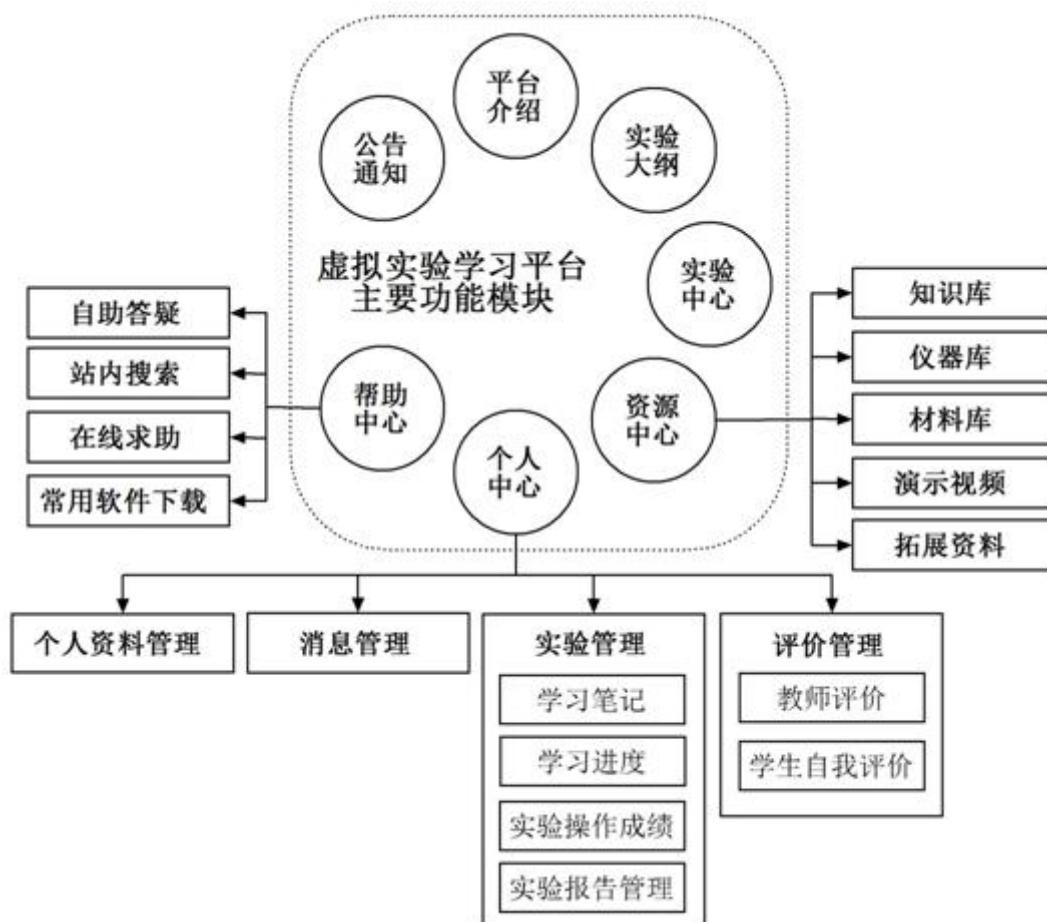 平台
介绍
公告
通知
实验
大纲
虚拟实验学习平台
主要功能模块
实验
中心
帮助
中心
个人
中心
资源
中心
自助答疑
站内搜索
在线求助
常用软件下载
知识库
仪器库
材料库
演示视频
拓展资料
个人资料管理
消息管理
实验管理
学习笔记
学习进度
实验操作成绩
实验报告管理
评价管理
教师评价
学生自我评价